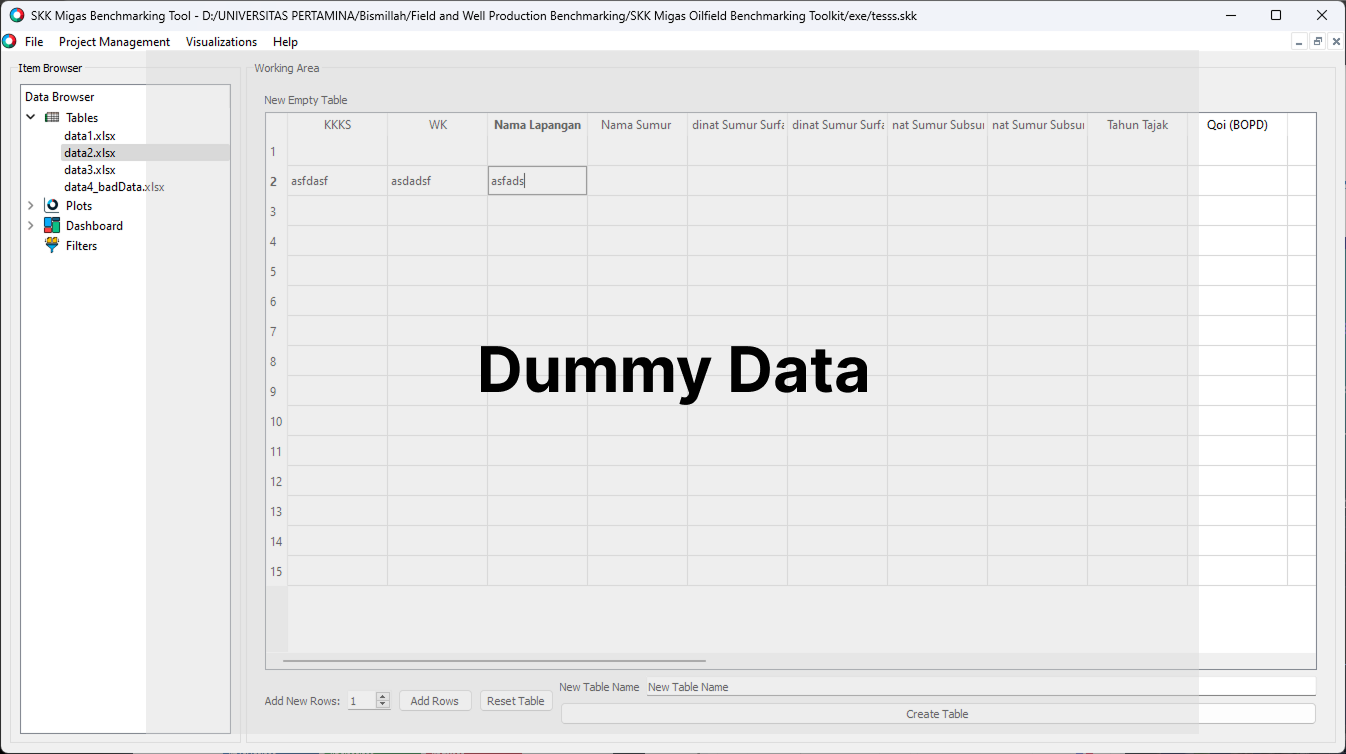 SKK Migas Benchmarking Tool - D:/UNIVERSITAS PERTAMINA/Bismillah/Field and Well Production Benchmarking/SKK Migas Oilfield Benchmarking Toolkit/exe/tesss.skk
File Project Management Visualizations Help
Item Browser
Working Area
Data Browser
Tables
data1.xlsx
data2.xlsx
data3.xlsx
data4_badData.xlsx
Plots
Dashboard
Filters
New Empty Table
KKKS WK Nama Lapangan Nama Sumur dinat Sumur Surfa dinat Sumur Surfa nat Sumur Subsur nat Sumur Subsur Tahun Tajak Qoi (BOPD)
1
2 asfdasf asdadsf asfads
3
4
5
6
7
8
9
10
11
12
13
14
15
Dummy Data
Add New Rows: 1 Add Rows Reset Table
New Table Name New Table Name
Create Table